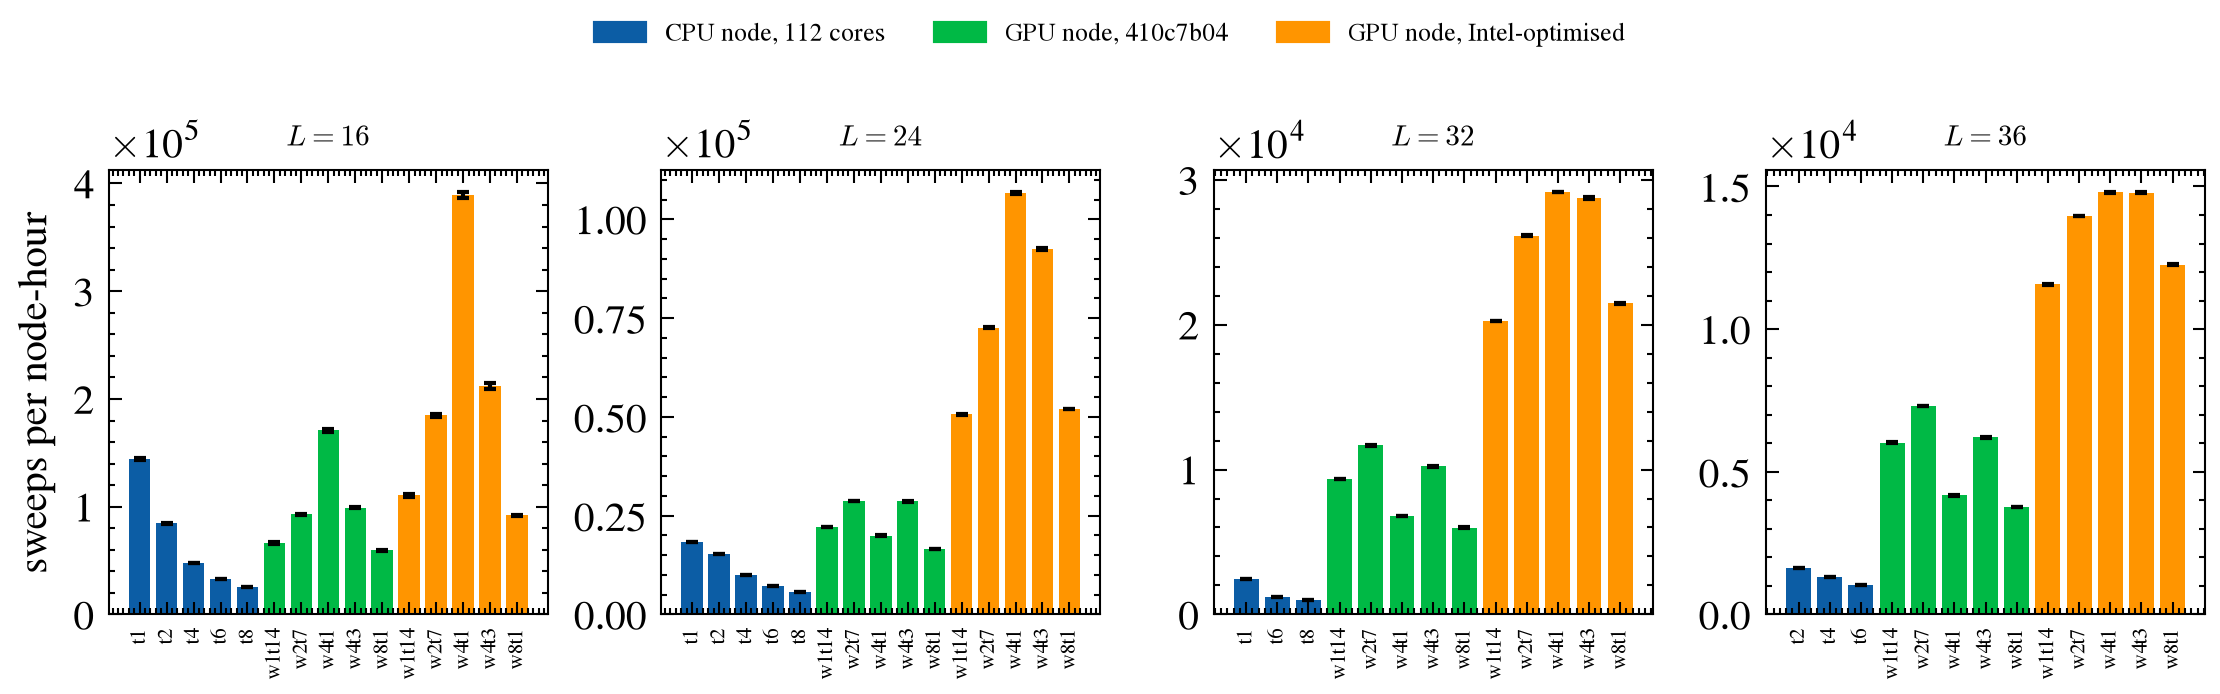 CPU node, 112 cores GPU node, 410c7b04 GPU node, Intel-optimised
×10^5 L = 16 ×10^5 L = 24 ×10^4 L = 32 ×10^4 L = 36
sweeps per node-hour
4
3
2
1
0
t1 t2 t4 t6 t8 w1t14 w2t7 w4t1 w4t3 w8t1 w1t14 w2t7 w4t1 w4t3 w8t1
1.00
0.75
0.50
0.25
0.00
t1 t2 t4 t6 t8 w1t14 w2t7 w4t1 w4t3 w8t1 w1t14 w2t7 w4t1 w4t3 w8t1
3
2
1
0
t1 t6 t8 w1t14 w2t7 w4t1 w4t3 w8t1 w1t14 w2t7 w4t1 w4t3 w8t1
1.5
1.0
0.5
0.0
t2 t4 t6 w1t14 w2t7 w4t1 w4t3 w8t1 w1t14 w2t7 w4t1 w4t3 w8t1